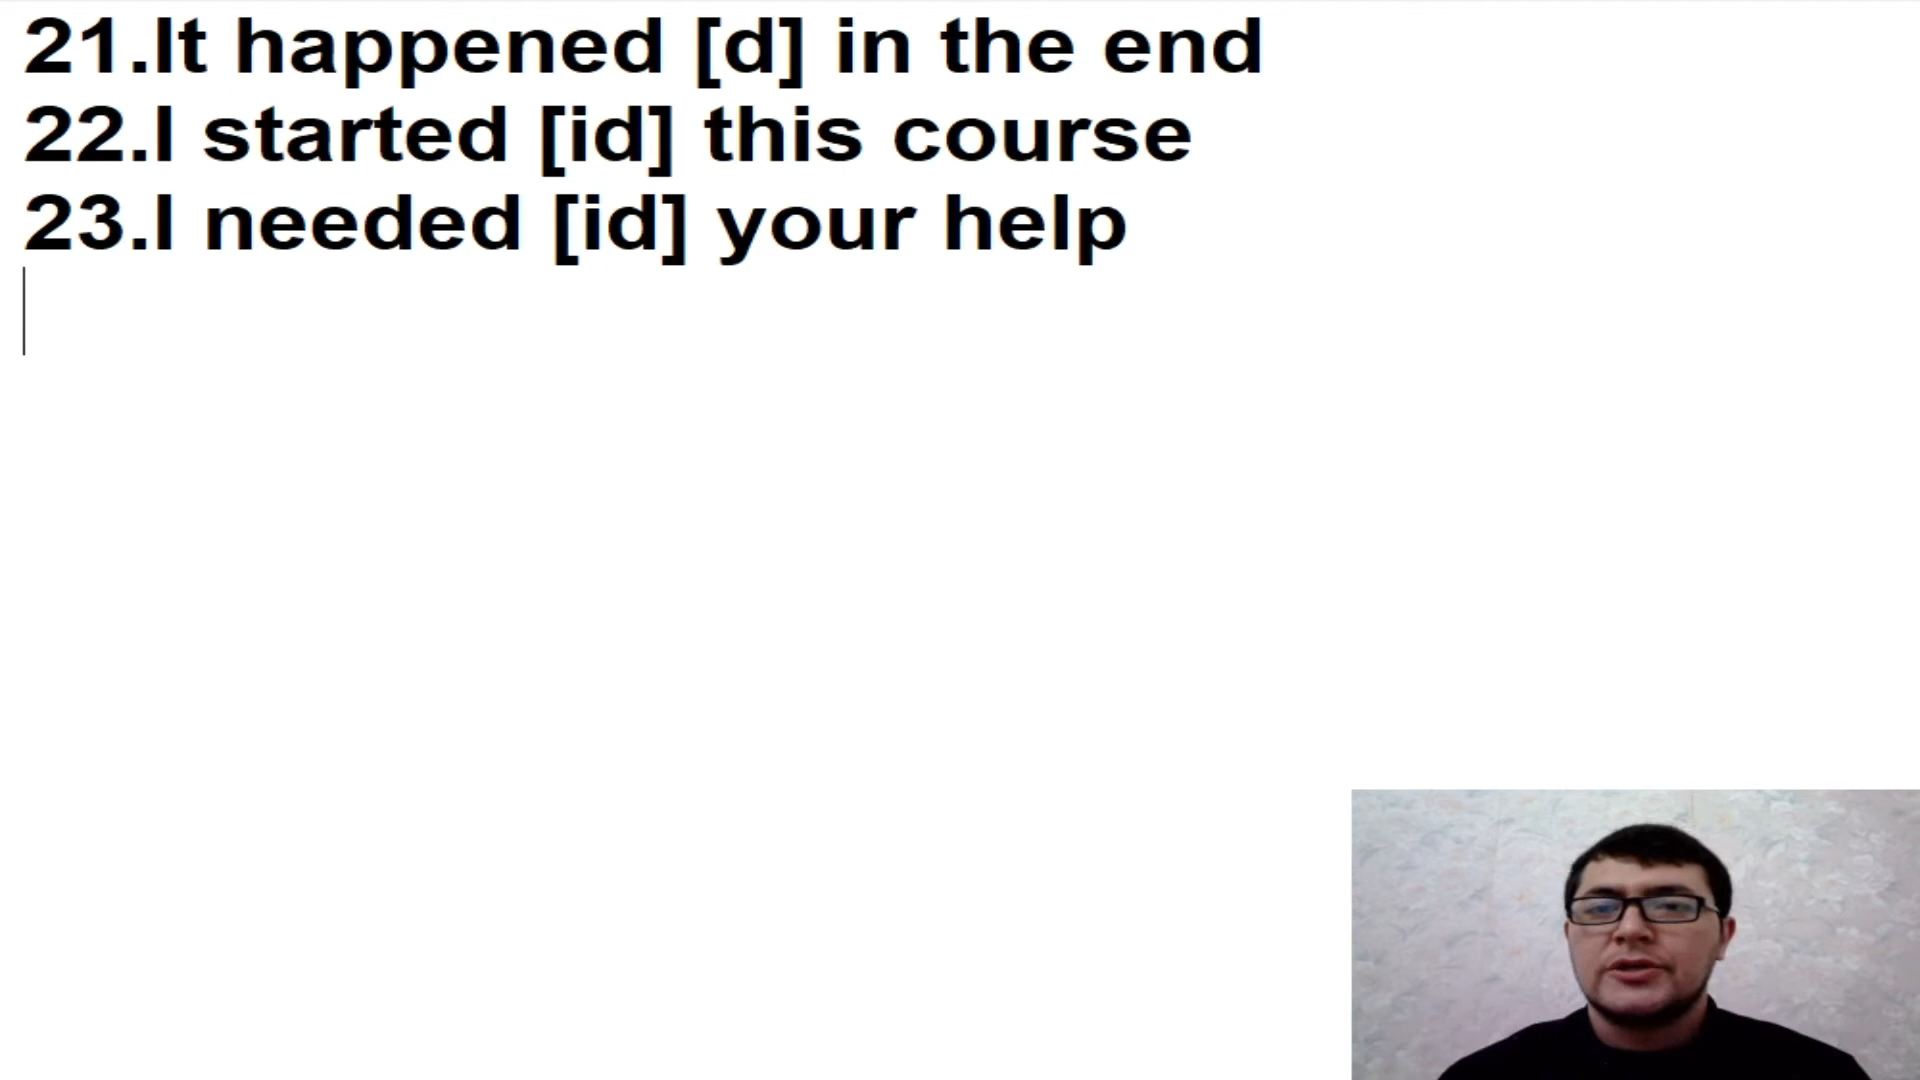 21.It happened [d] in the end
22.I started [id] this course
23.I needed [id] your help